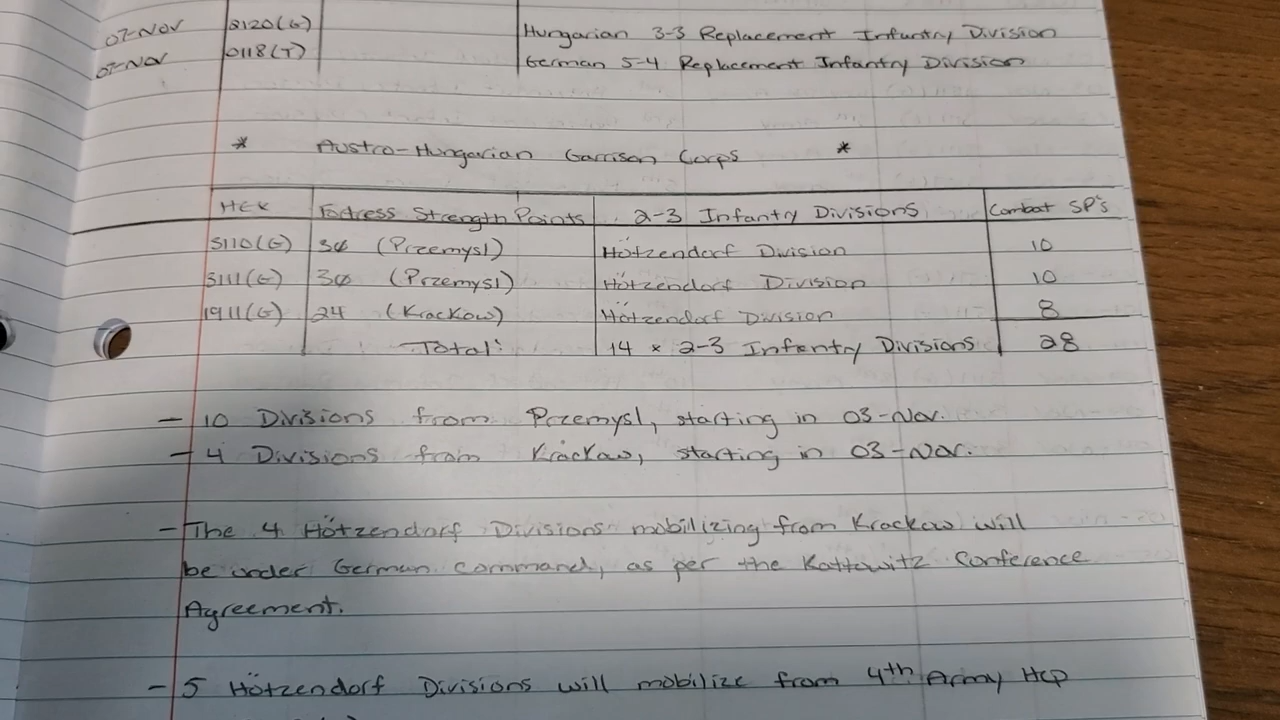 07-Nov 3120(G) Hungarian 3-3 Replacement Infantry Division
07-Nov 0118(T) German 5-4 Replacement Infantry Division
* Austro-Hungarian Garrison Corps *
HEX Fortress Strength Points 2-3 Infantry Divisions Combat SP's
3110(G) 30 (Przemysl) Hötzendorf Division 10
3111(G) 30 (Przemysl) Hötzendorf Division 10
1911(G) 24 (Krackow) Hötzendorf Division 8
Total: 14 x 2-3 Infantry Divisions 28
- 10 Divisions from Przemysl, starting in 03-Nov.
- 4 Divisions from Krackow, starting in 03-Nov.
- The 4 Hötzendorf Divisions mobilizing from Krackow will
be under German command, as per the Kattowitz Conference
Agreement.
- 5 Hötzendorf Divisions will mobilize from 4th Army HQ